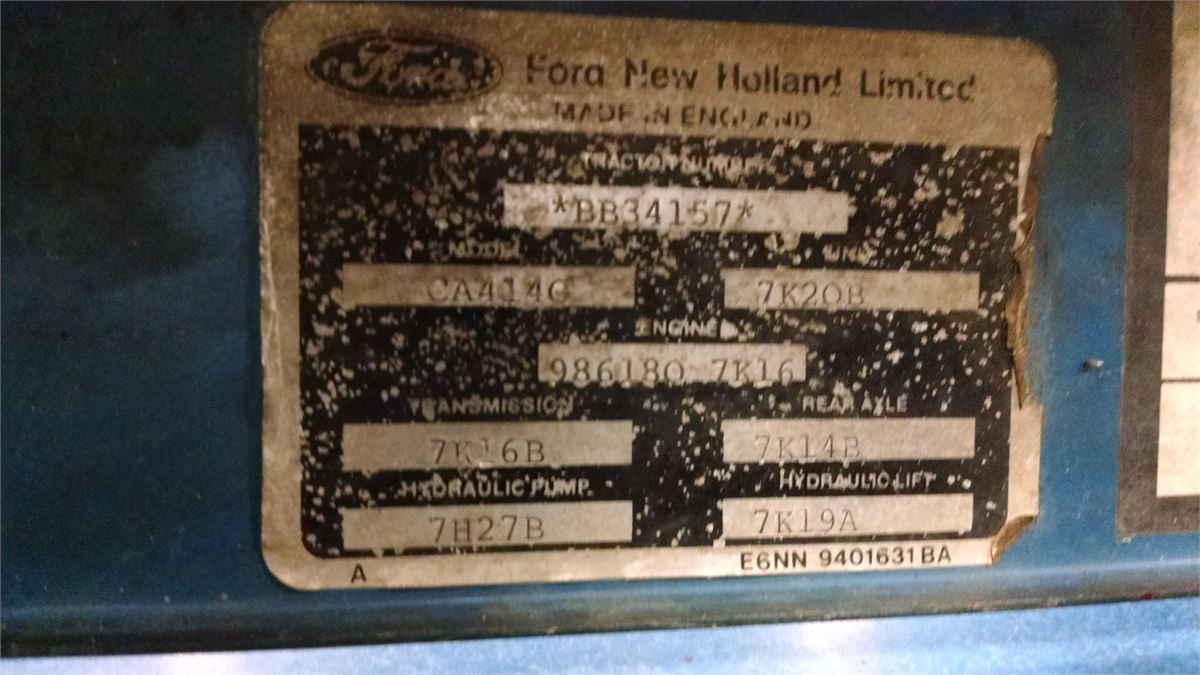 Ford Ford New Holland Limited
MADE IN ENGLAND
TRACTOR NUMBER
*BB34157*
MODEL UNIT
CA414C 7K20B
ENGINE
986180 7K16
TRANSMISSION REAR AXLE
7K16B 7K14B
HYDRAULIC PUMP HYDRAULIC LIFT
7H27B 7K19A
A E6NN 9401631BA